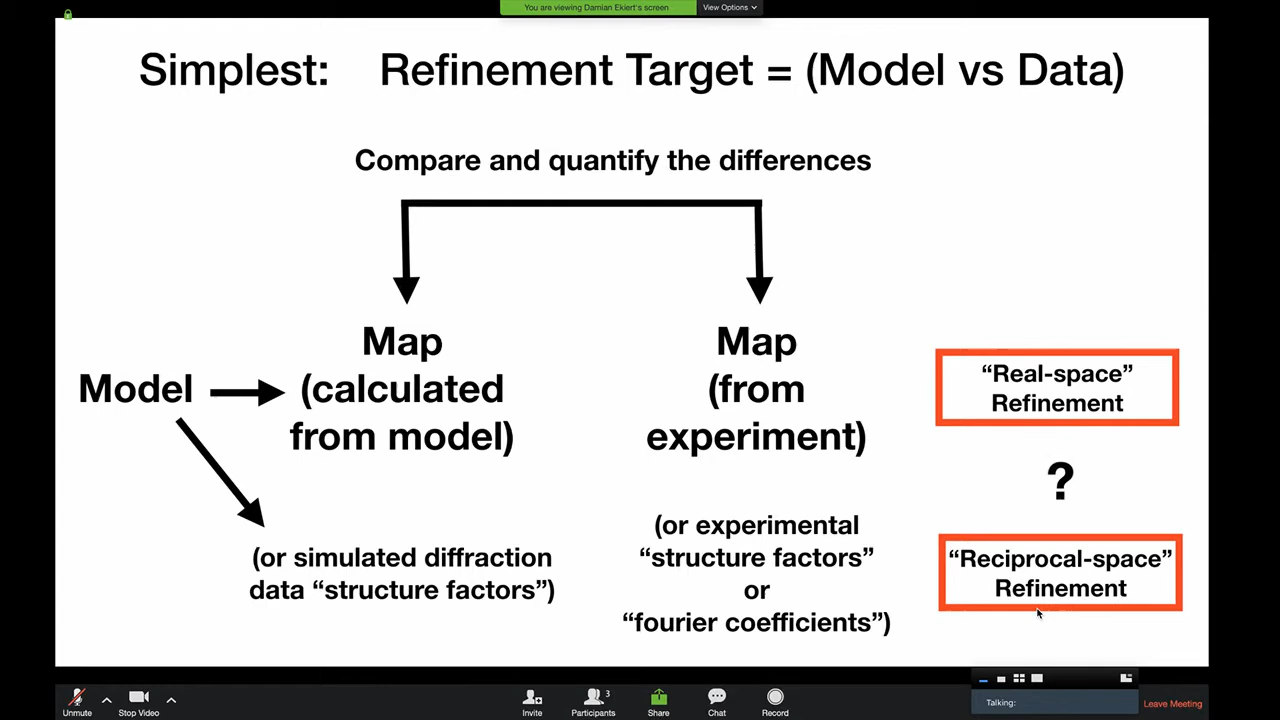 You are viewing Damian Ekiert's screen
View Options
Simplest: Refinement Target = (Model vs Data)
Compare and quantify the differences
Model
Map
(calculated
from model)
Map
(from
experiment)
“Real-space”
Refinement
?
(or simulated diffraction
data “structure factors”)
(or experimental
“structure factors”
or
“fourier coefficients”)
“Reciprocal-space”
Refinement
Talking:
Unmute
Stop Video
Invite
Participants
3
Share
Chat
Record
Leave Meeting